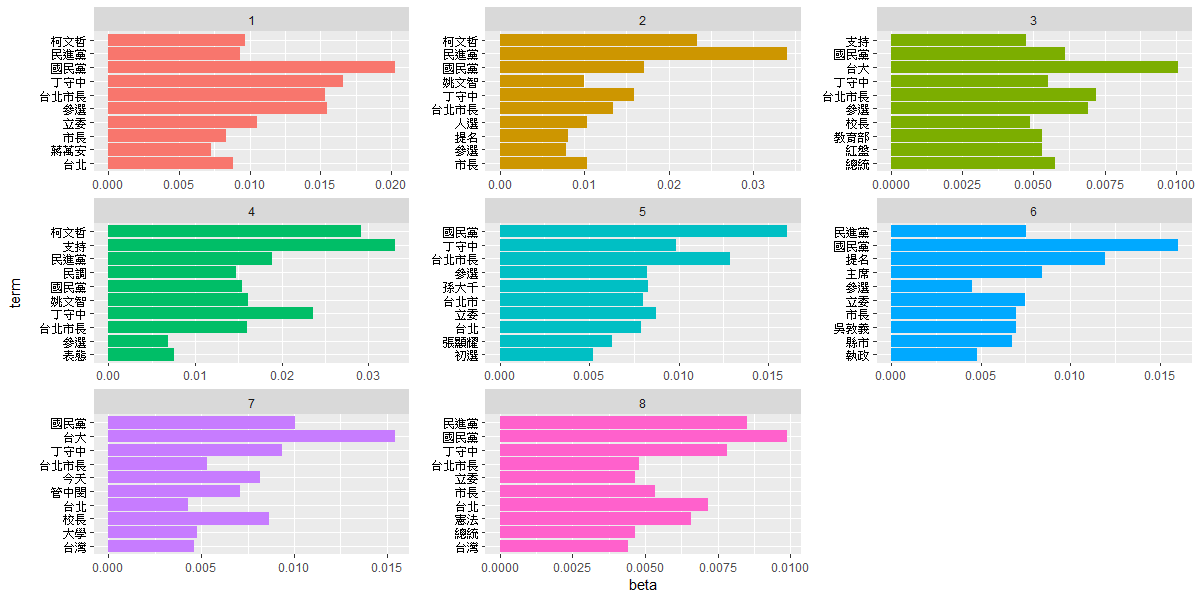 1
柯文哲
民進黨
國民黨
丁守中
台北市長
參選
立委
市長
蔣萬安
台北
0.000 0.005 0.010 0.015 0.020
2
柯文哲
民進黨
國民黨
姚文智
丁守中
台北市長
人選
提名
參選
市長
0.00 0.01 0.02 0.03
3
支持
國民黨
台大
丁守中
台北市長
參選
校長
教育部
紅盤
總統
0.0000 0.0025 0.0050 0.0075 0.0100
4
柯文哲
支持
民進黨
民調
國民黨
姚文智
丁守中
台北市長
參選
表態
0.00 0.01 0.02 0.03
5
國民黨
丁守中
台北市長
參選
孫大千
台北市
立委
台北
張顯耀
初選
0.000 0.005 0.010 0.015
6
民進黨
國民黨
提名
主席
參選
立委
市長
吳敦義
縣市
執政
0.000 0.005 0.010 0.015
7
國民黨
台大
丁守中
台北市長
今天
管中閔
台北
校長
大學
台灣
0.000 0.005 0.010 0.015
8
民進黨
國民黨
丁守中
台北市長
立委
市長
台北
憲法
總統
台灣
0.0000 0.0025 0.0050 0.0075 0.0100
term
beta